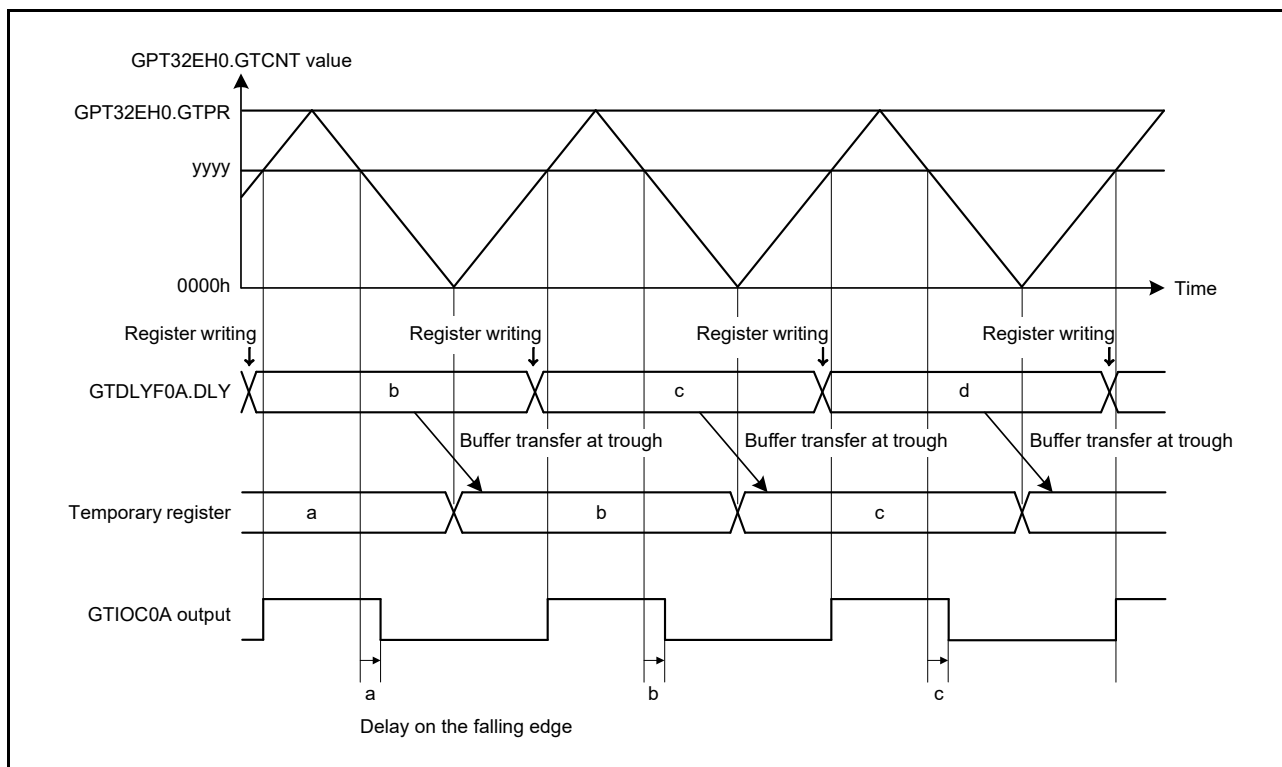 GPT32EH0.GTCNT value
GPT32EH0.GTPR
yyyy
0000h
Time
Register writing Register writing Register writing Register writing
GTDLYF0A.DLY b c d
Buffer transfer at trough Buffer transfer at trough Buffer transfer at trough
Temporary register a b c
GTIOC0A output
a b c
Delay on the falling edge